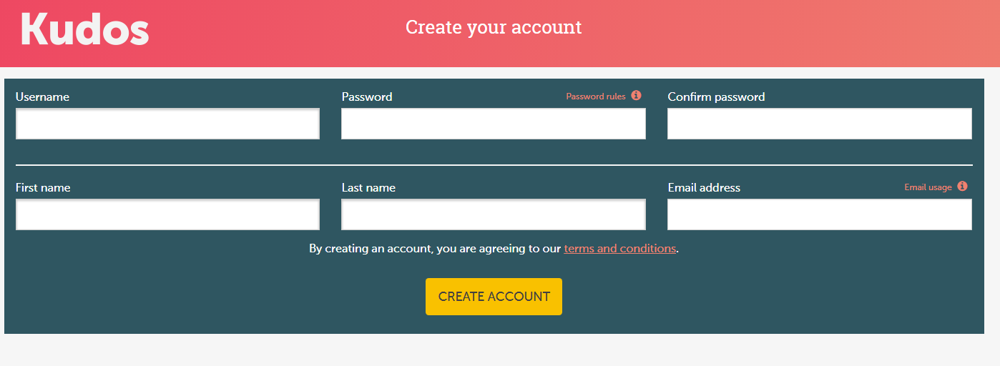 Kudos
Create your account
Username
Password
Password rules
Confirm password
First name
Last name
Email address
Email usage
By creating an account, you are agreeing to our terms and conditions.
CREATE ACCOUNT